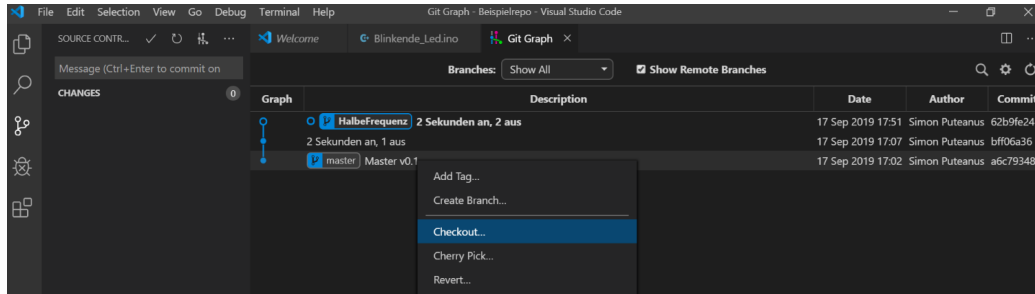 File Edit Selection View Go Debug Terminal Help Git Graph - Beispielrepo - Visual Studio Code
SOURCE CONTR... Welcome Blinkende_Led.ino Git Graph
Message (Ctrl+Enter to commit on Branches: Show All Show Remote Branches
CHANGES 0 Graph Description Date Author Commit
HalbeFrequenz 2 Sekunden an, 2 aus 17 Sep 2019 17:51 Simon Puteanus 62b9fe24
2 Sekunden an, 1 aus 17 Sep 2019 17:07 Simon Puteanus bff06a36
master Master v0.1 17 Sep 2019 17:02 Simon Puteanus a6c79348
Add Tag...
Create Branch...
Checkout...
Cherry Pick...
Revert...